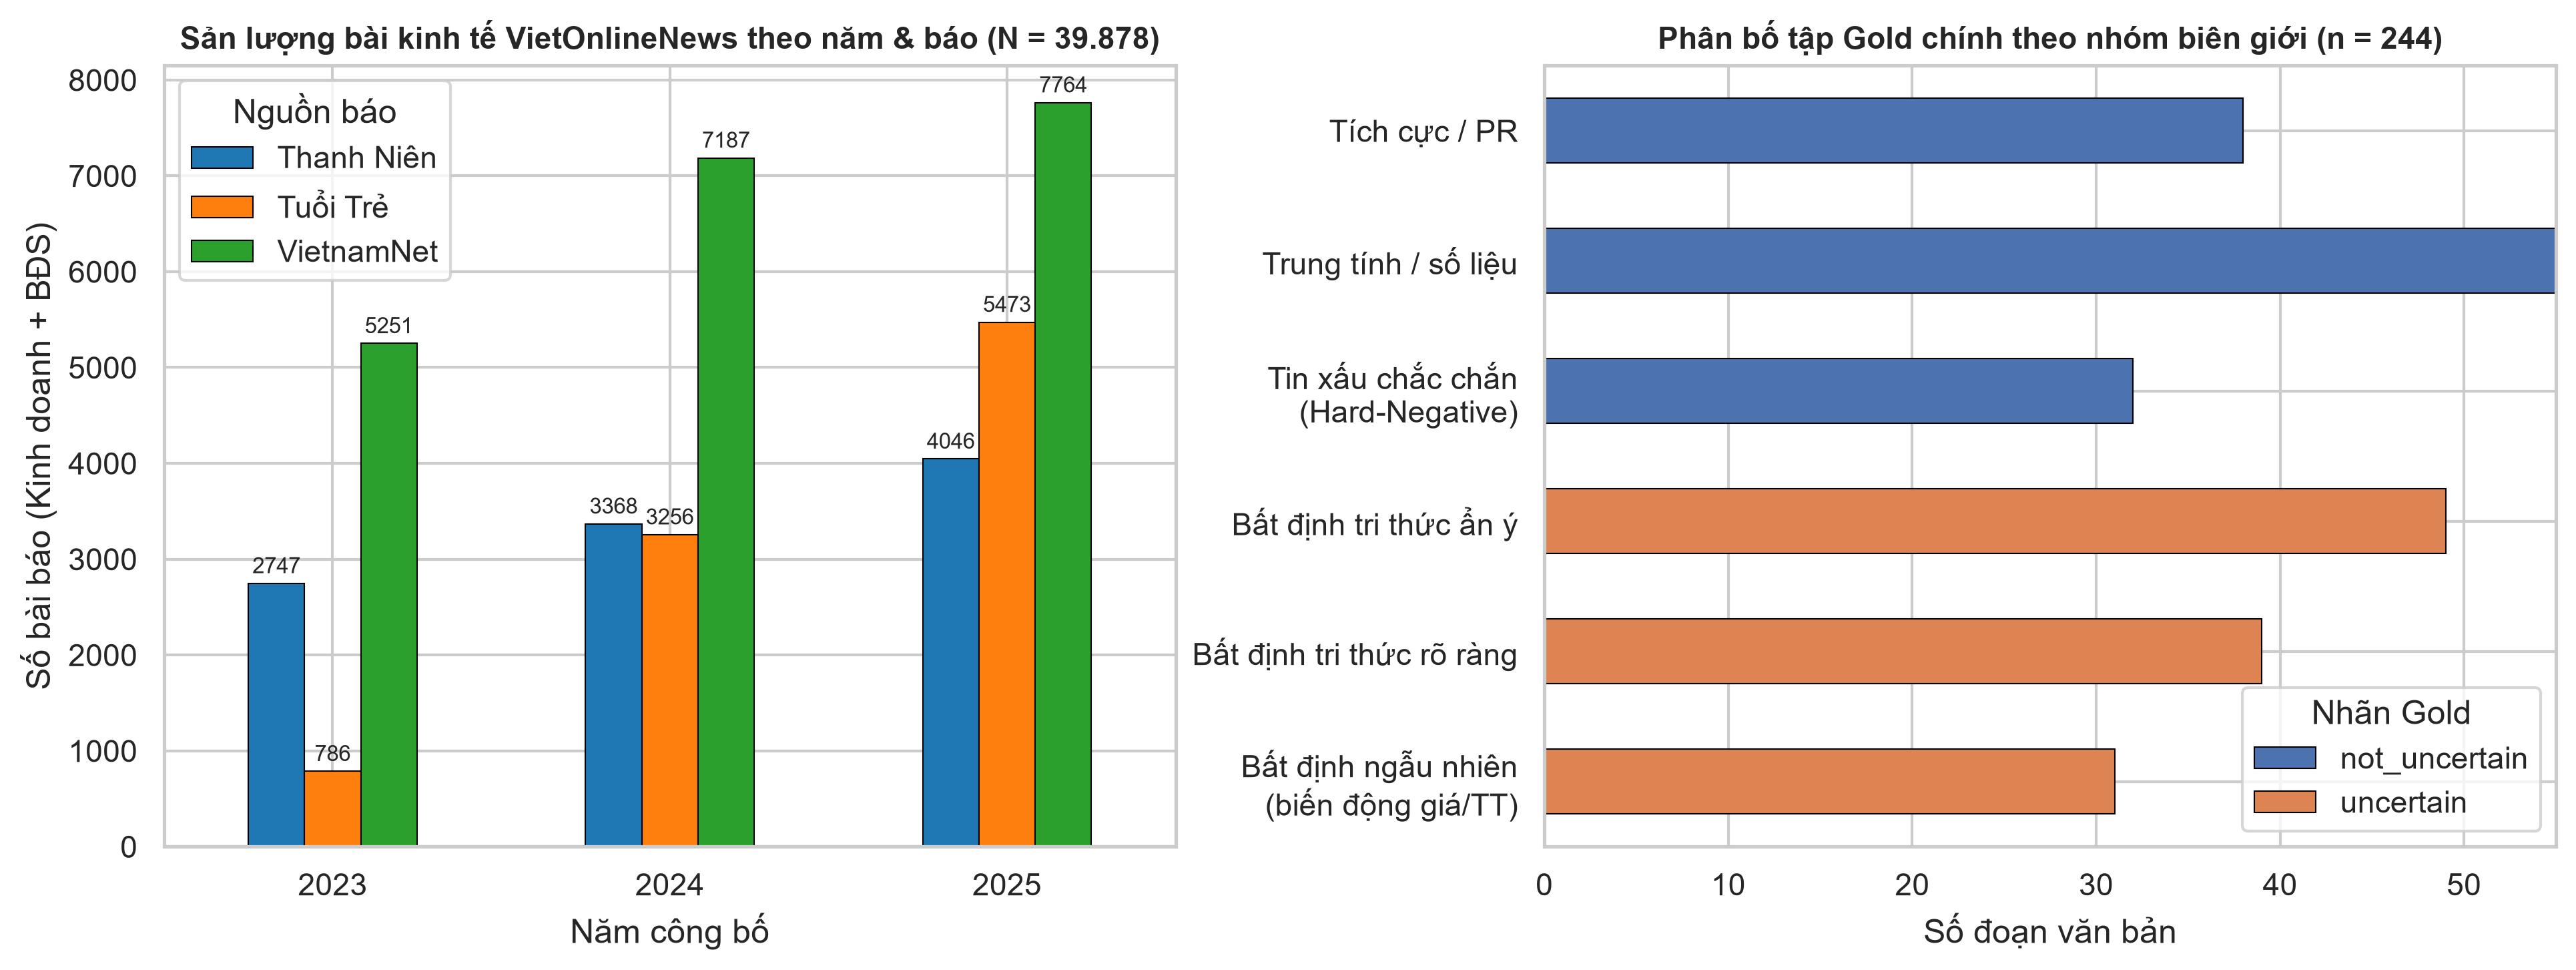 Sản lượng bài kinh tế VietOnlineNews theo năm & báo (N = 39.878)
Số bài báo (Kinh doanh + BĐS)
8000
7000
6000
5000
4000
3000
2000
1000
0
Nguồn báo
Thanh Niên
Tuổi Trẻ
VietnamNet
2747
786
5251
3368
3256
7187
4046
5473
7764
2023
2024
2025
Năm công bố
Phân bố tập Gold chính theo nhóm biên giới (n = 244)
Tích cực / PR
Trung tính / số liệu
Tin xấu chắc chắn
(Hard-Negative)
Bất định tri thức ẩn ý
Bất định tri thức rõ ràng
Bất định ngẫu nhiên
(biến động giá/TT)
Nhãn Gold
not_uncertain
uncertain
0
10
20
30
40
50
Số đoạn văn bản